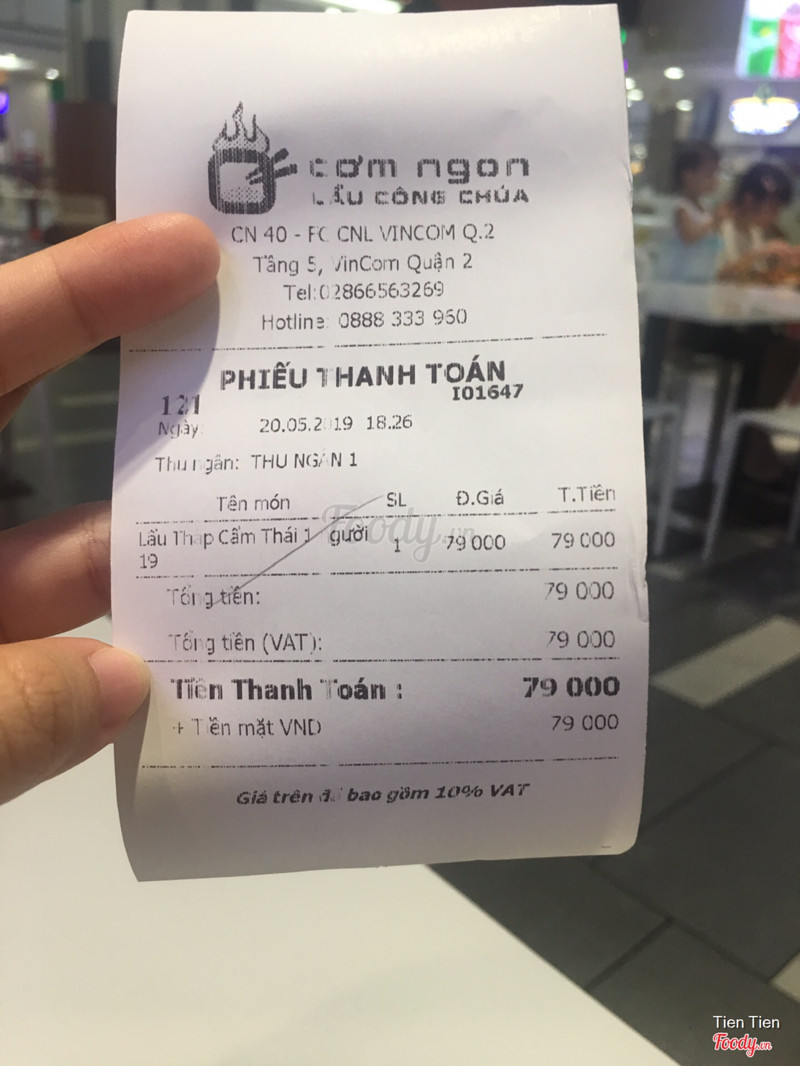 cơm ngon
LẨU CÔNG CHÚA
CN 40 - FC CNL VINCOM Q.2
Tầng 5, VinCom Quận 2
Tel:02866563269
Hotline: 0888 333 960
PHIẾU THANH TOÁN
I01647
121
Ngày: 20.05.2019 18.26
Thu ngân: THU NGÂN 1
Tên món SL Đ.Giá T.Tiền
Lẩu Thập Cẩm Thái 1 người 1 79 000 79 000
19
Tổng tiền: 79 000
Tổng tiền (VAT): 79 000
Tiền Thanh Toán : 79 000
+ Tiền mặt VND 79 000
Giá trên đã bao gồm 10% VAT
Foody.vn
Tien Tien
Foody.vn